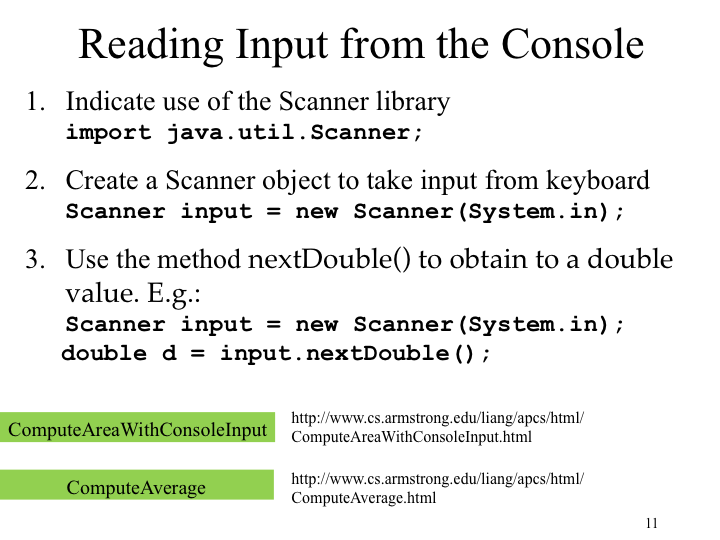 Reading Input from the Console
1. Indicate use of the Scanner library
import java.util.Scanner;
2. Create a Scanner object to take input from keyboard
Scanner input = new Scanner(System.in);
3. Use the method nextDouble() to obtain to a double
value. E.g.:
Scanner input = new Scanner(System.in);
double d = input.nextDouble();
ComputeAreaWithConsoleInput
http://www.cs.armstrong.edu/liang/apcs/html/
ComputeAreaWithConsoleInput.html
ComputeAverage
http://www.cs.armstrong.edu/liang/apcs/html/
ComputeAverage.html
11